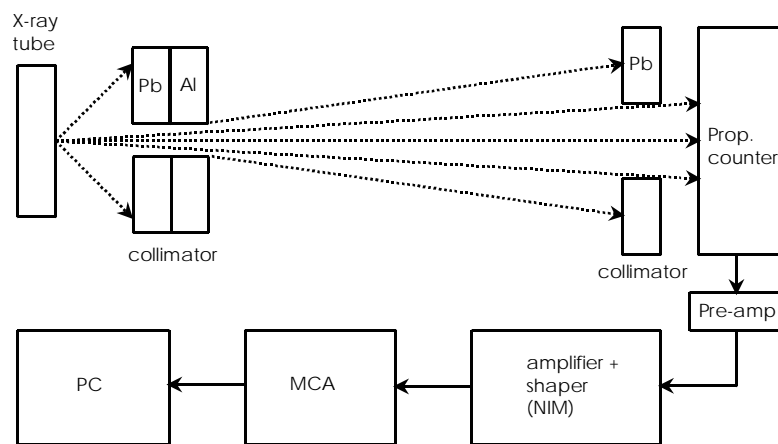 X-ray
tube
Pb
Al
Pb
Prop.
counter
collimator
collimator
Pre-amp
PC
MCA
amplifier +
shaper
(NIM)